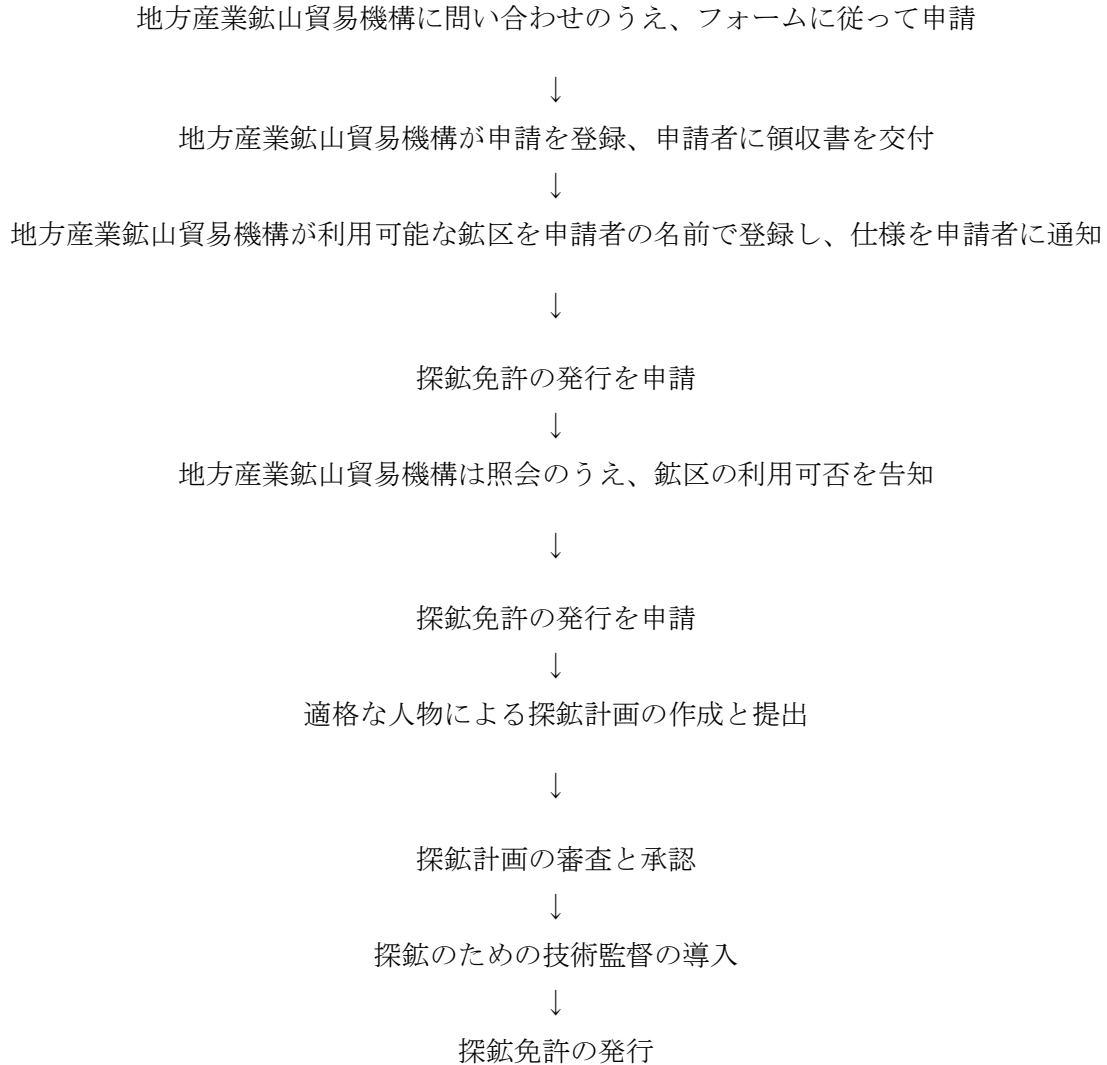 地方産業鉱山貿易機構に問い合わせのうえ、フォームに従って申請
↓
地方産業鉱山貿易機構が申請を登録、申請者に領収書を交付
↓
地方産業鉱山貿易機構が利用可能な鉱区を申請者の名前で登録し、仕様を申請者に通知
↓
探鉱免許の発行を申請
↓
地方産業鉱山貿易機構は照会のうえ、鉱区の利用可否を告知
↓
探鉱免許の発行を申請
↓
適格な人物による探鉱計画の作成と提出
↓
探鉱計画の審査と承認
↓
探鉱のための技術監督の導入
↓
探鉱免許の発行